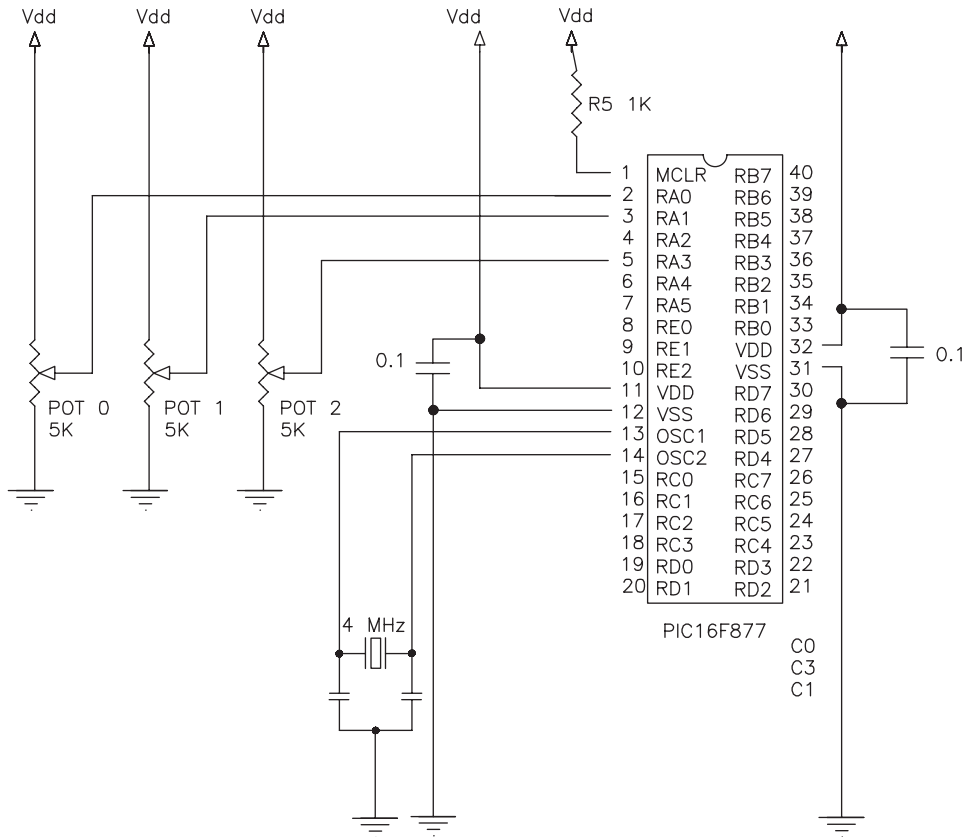 Vdd
Vdd
Vdd
Vdd
Vdd
R5 1K
1 MCLR RB7 40
2 RA0 RB6 39
3 RA1 RB5 38
4 RA2 RB4 37
5 RA3 RB3 36
6 RA4 RB2 35
7 RA5 RB1 34
8 RE0 RB0 33
9 RE1 VDD 32
10 RE2 VSS 31
11 VDD RD7 30
12 VSS RD6 29
13 OSC1 RD5 28
14 OSC2 RD4 27
15 RC0 RC7 26
16 RC1 RC6 25
17 RC2 RC5 24
18 RC3 RC4 23
19 RD0 RD3 22
20 RD1 RD2 21
PIC16F877
0.1
0.1
POT 0
5K
POT 1
5K
POT 2
5K
4 MHz
C0
C3
C1